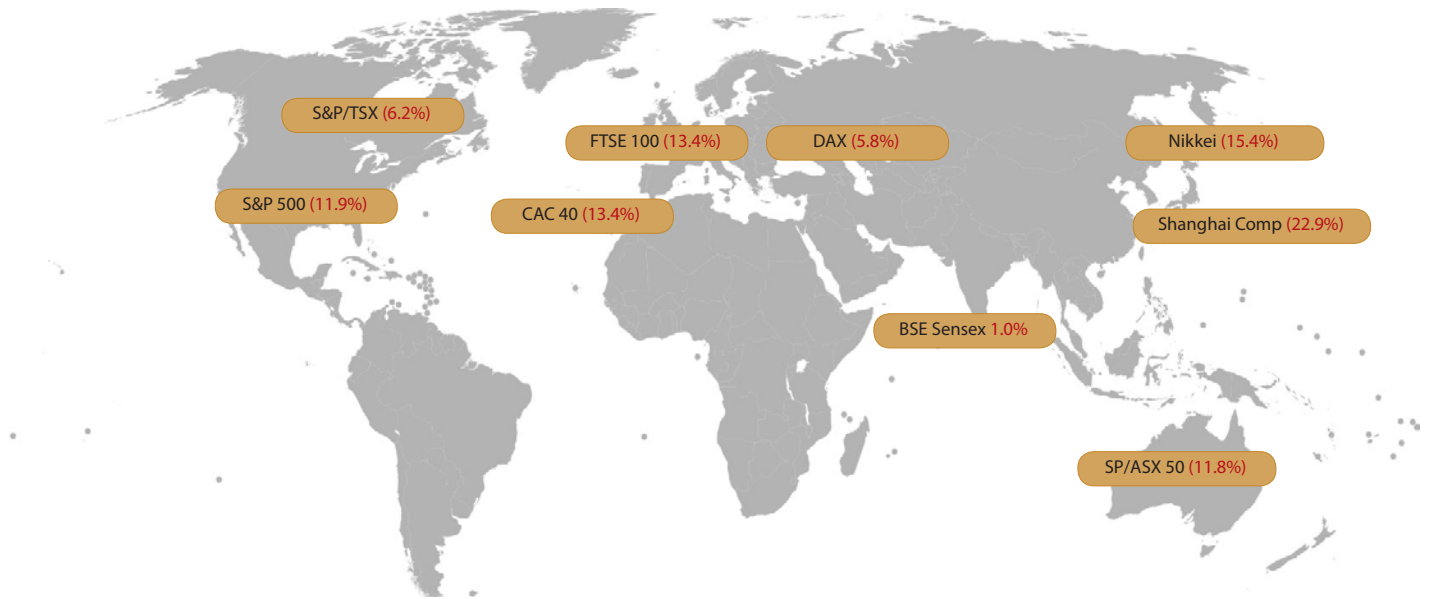 S&P/TSX (6.2%)
FTSE 100 (13.4%)
DAX (5.8%)
Nikkei (15.4%)
S&P 500 (11.9%)
CAC 40 (13.4%)
Shanghai Comp (22.9%)
BSE Sensex 1.0%
SP/ASX 50 (11.8%)